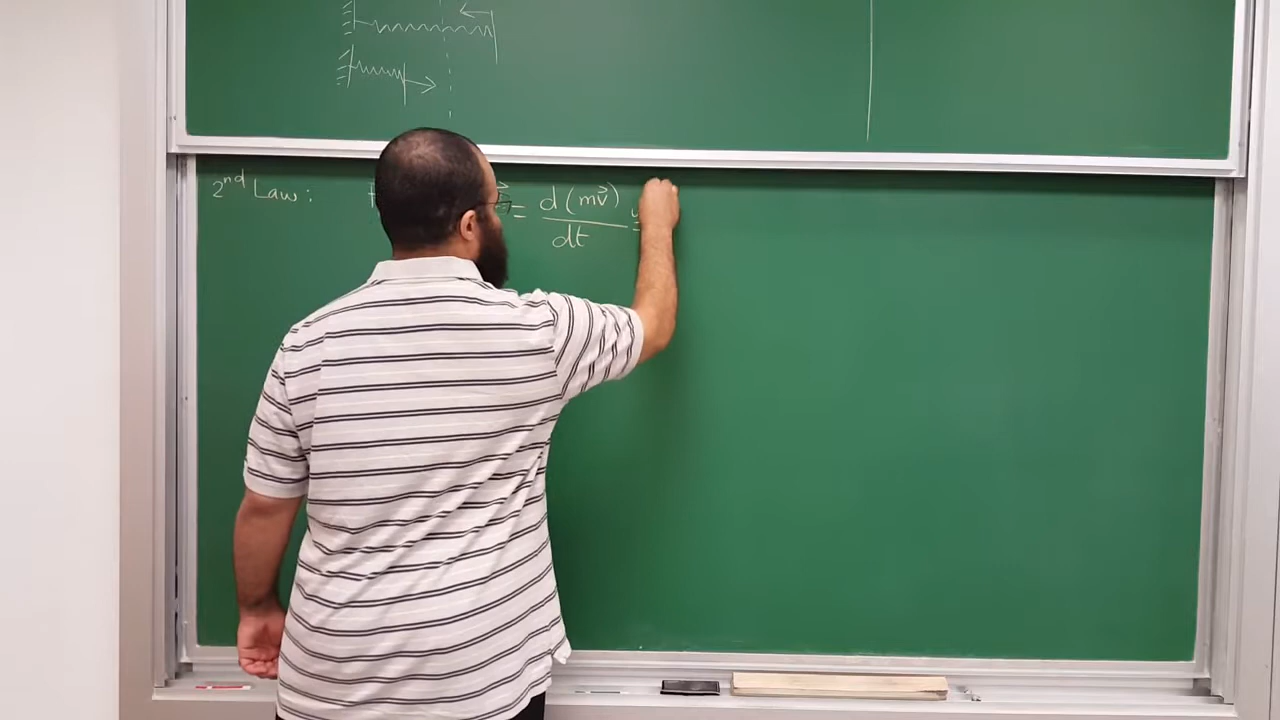 2nd Law :
= d (mv⃗)
dt